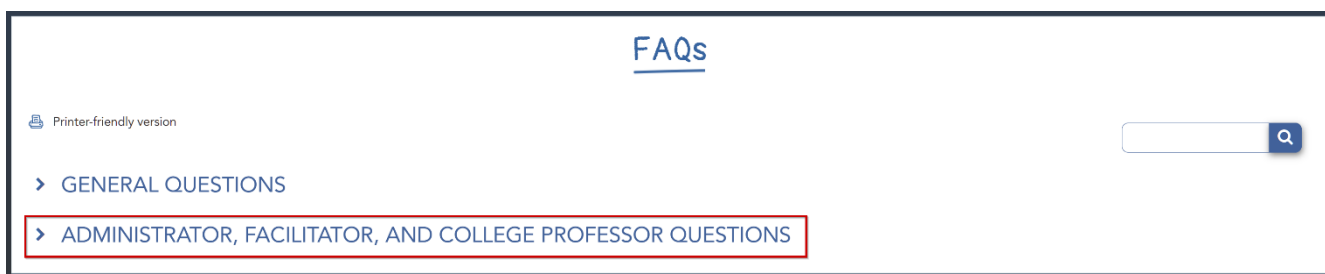 FAQs
Printer-friendly version
GENERAL QUESTIONS
ADMINISTRATOR, FACILITATOR, AND COLLEGE PROFESSOR QUESTIONS